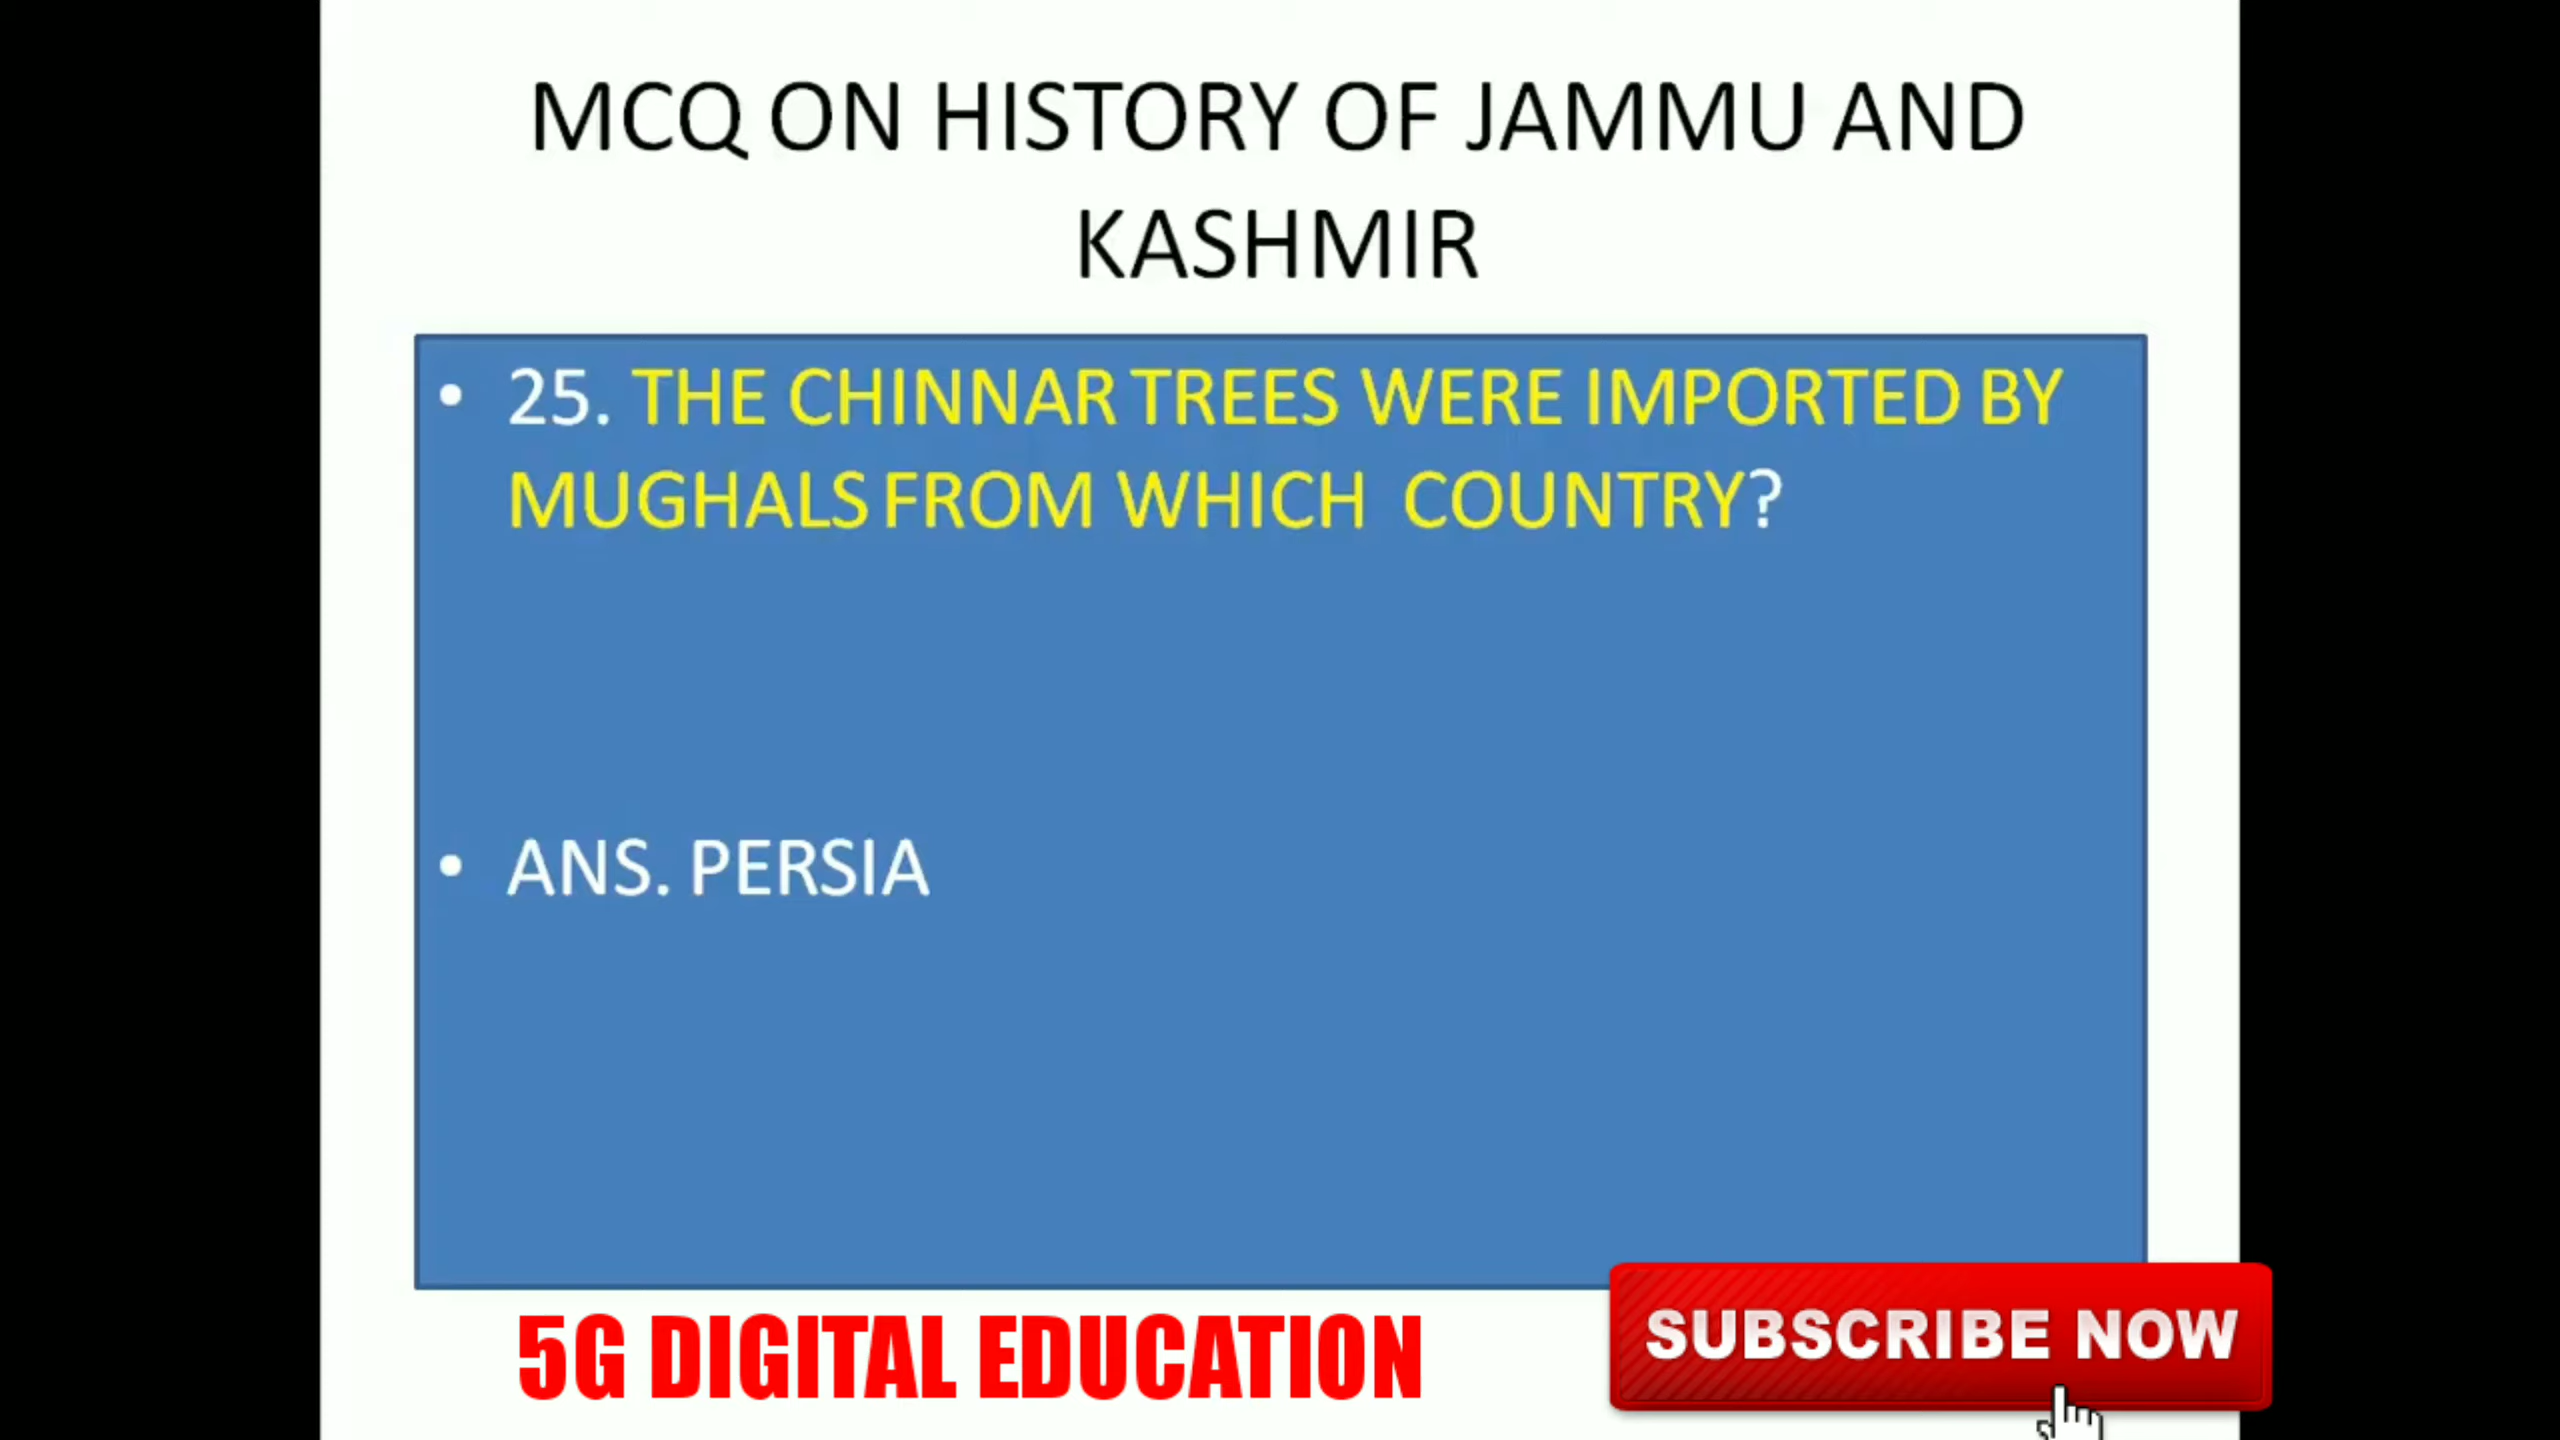 MCQ ON HISTORY OF JAMMU AND
KASHMIR
• 25. THE CHINNAR TREES WERE IMPORTED BY
MUGHALS FROM WHICH COUNTRY?
• ANS. PERSIA
5G DIGITAL EDUCATION
SUBSCRIBE NOW